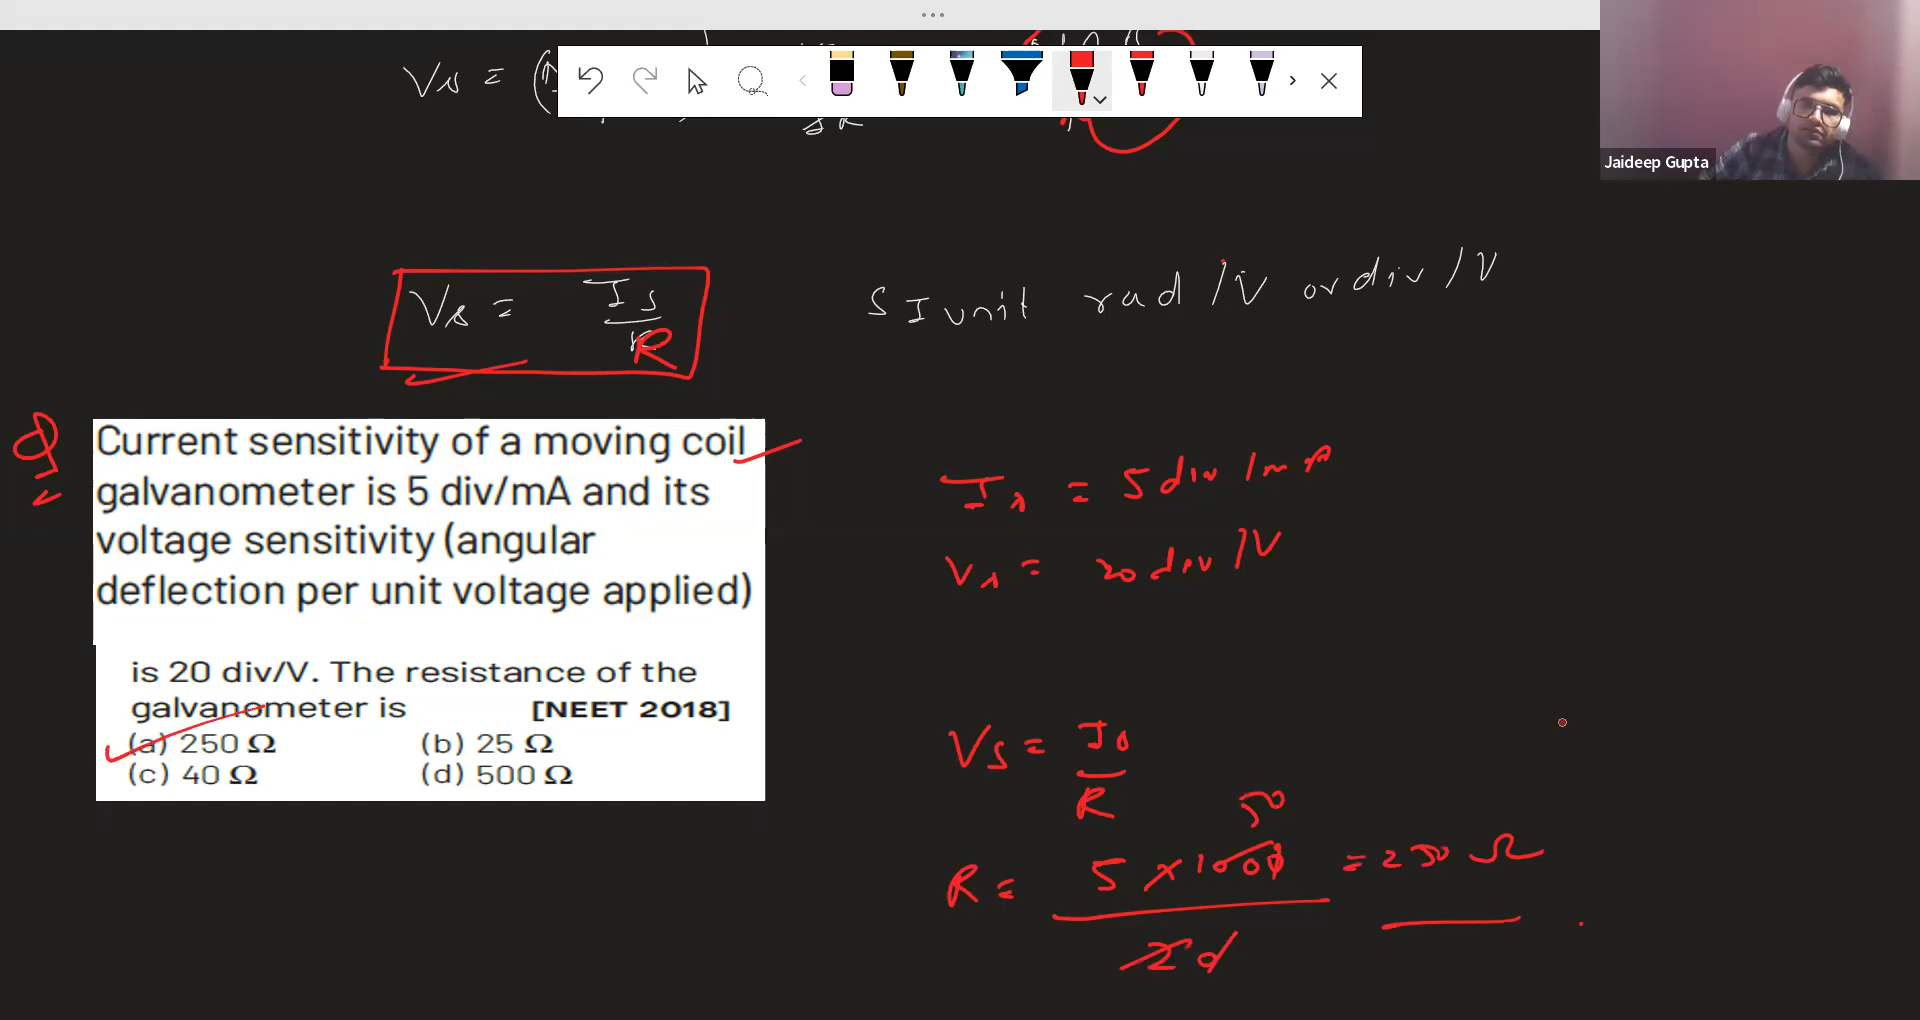 Vs = (
Jaideep Gupta
Vs = Is / R
SI unit rad/V or div/V
Q
Current sensitivity of a moving coil
galvanometer is 5 div/mA and its
voltage sensitivity (angular
deflection per unit voltage applied)
is 20 div/V. The resistance of the
galvanometer is [NEET 2018]
(a) 250 Ω (b) 25 Ω
(c) 40 Ω (d) 500 Ω
Is = 5 div/mA
Vs = 20 div/V
Vs = Is / R
50
R = 5 × 1000 / 20 = 250 Ω